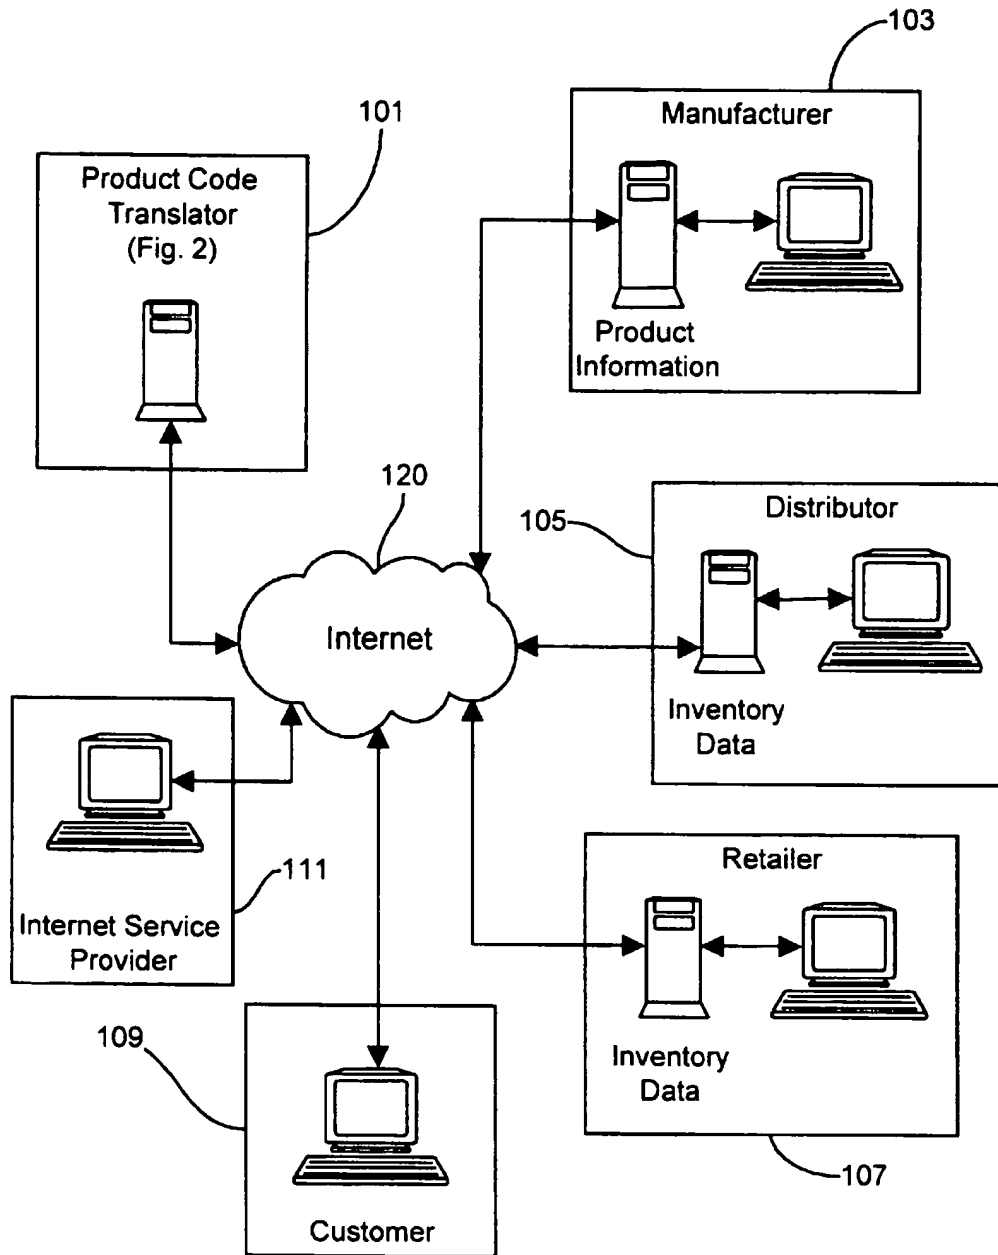 103
Manufacturer
101
Product Code
Translator
(Fig. 2)
Product
Information
120
105
Distributor
Internet
Inventory
Data
111
Internet Service
Provider
Retailer
109
Inventory
Data
107
Customer